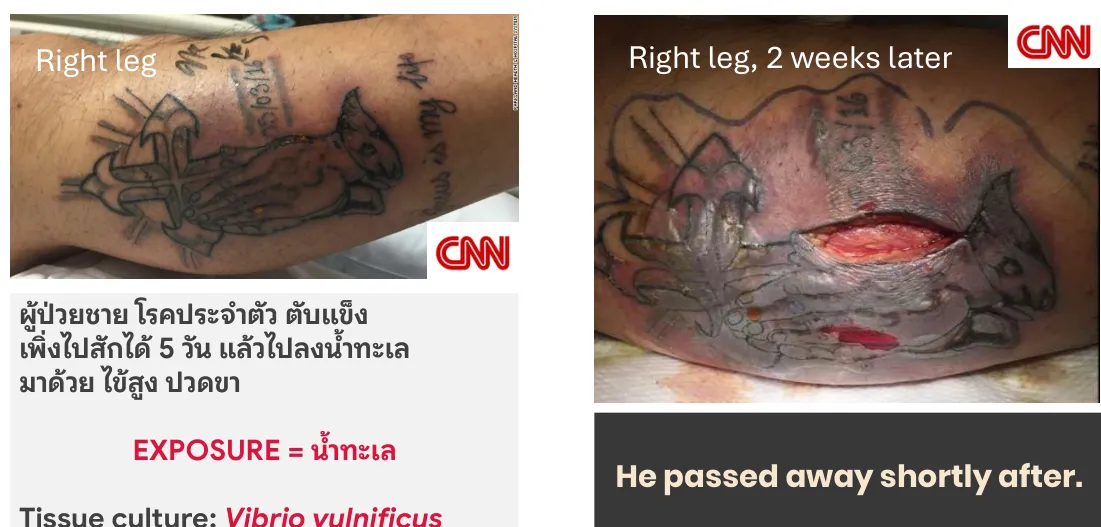 Right leg
CNN
ผู้ป่วยชาย โรคประจำตัว ตับแข็ง
เพิ่งไปสักได้ 5 วัน แล้วไปลงน้ำทะเล
มาด้วย ไข้สูง ปวดขา
EXPOSURE = น้ำทะเล
Tissue culture: Vibrio vulnificus
Right leg, 2 weeks later
CNN
He passed away shortly after.